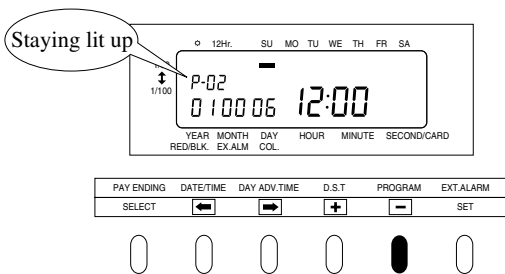 Staying lit up
12Hr. SU MO TU WE TH FR SA
1/100
P-02
01 00 06 12:00
YEAR MONTH DAY HOUR MINUTE SECOND/CARD
RED/BLK. EX.ALM COL.
PAY ENDING DATE/TIME DAY ADV.TIME D.S.T PROGRAM EXT.ALARM
SELECT + − SET